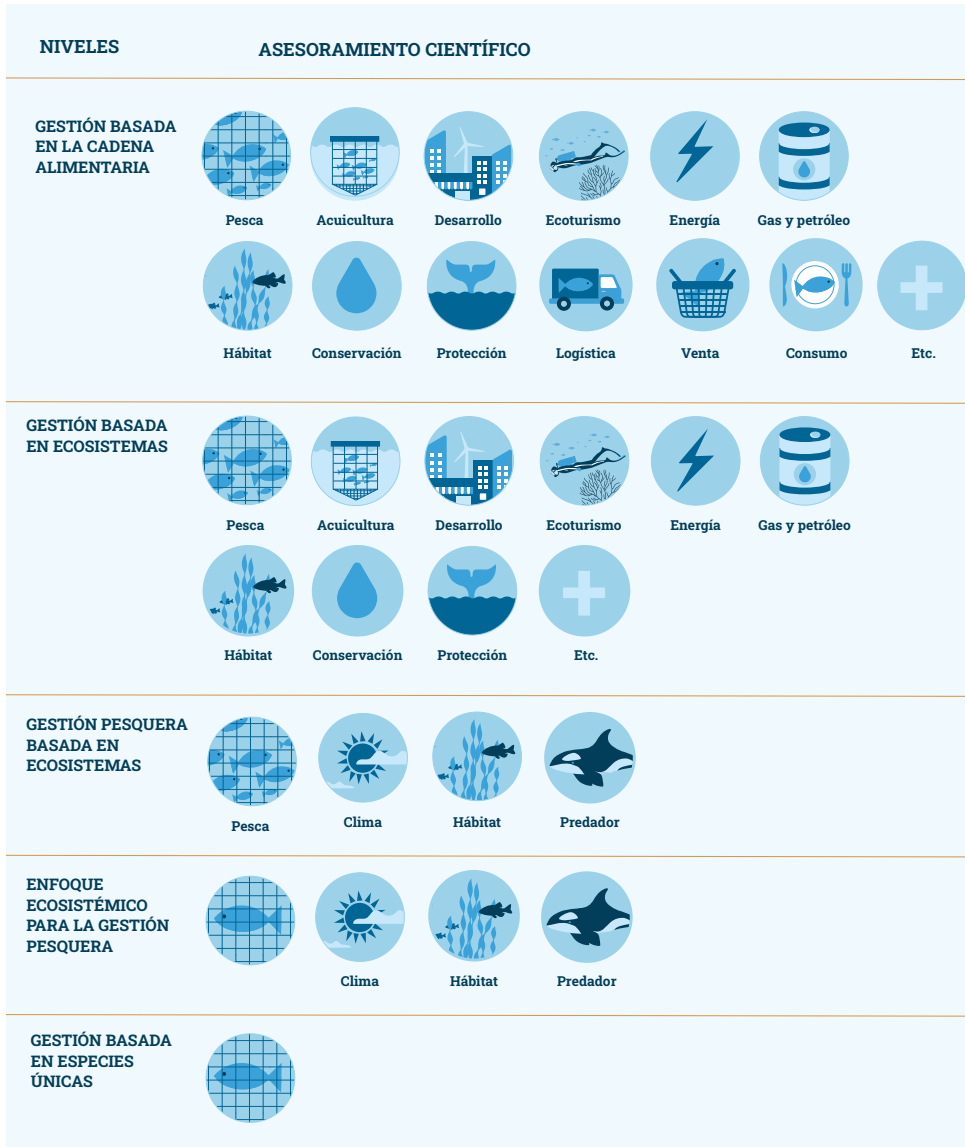 NIVELES
ASESORAMIENTO CIENTÍFICO
GESTIÓN BASADA
EN LA CADENA
ALIMENTARIA
Pesca
Acuicultura
Desarrollo
Ecoturismo
Energía
Gas y petróleo
Hábitat
Conservación
Protección
Logística
Venta
Consumo
Etc.
GESTIÓN BASADA
EN ECOSISTEMAS
Pesca
Acuicultura
Desarrollo
Ecoturismo
Energía
Gas y petróleo
Hábitat
Conservación
Protección
Etc.
GESTIÓN PESQUERA
BASADA EN
ECOSISTEMAS
Pesca
Clima
Hábitat
Predador
ENFOQUE
ECOSISTÉMICO
PARA LA GESTIÓN
PESQUERA
Clima
Hábitat
Predador
GESTIÓN BASADA
EN ESPECIES
ÚNICAS